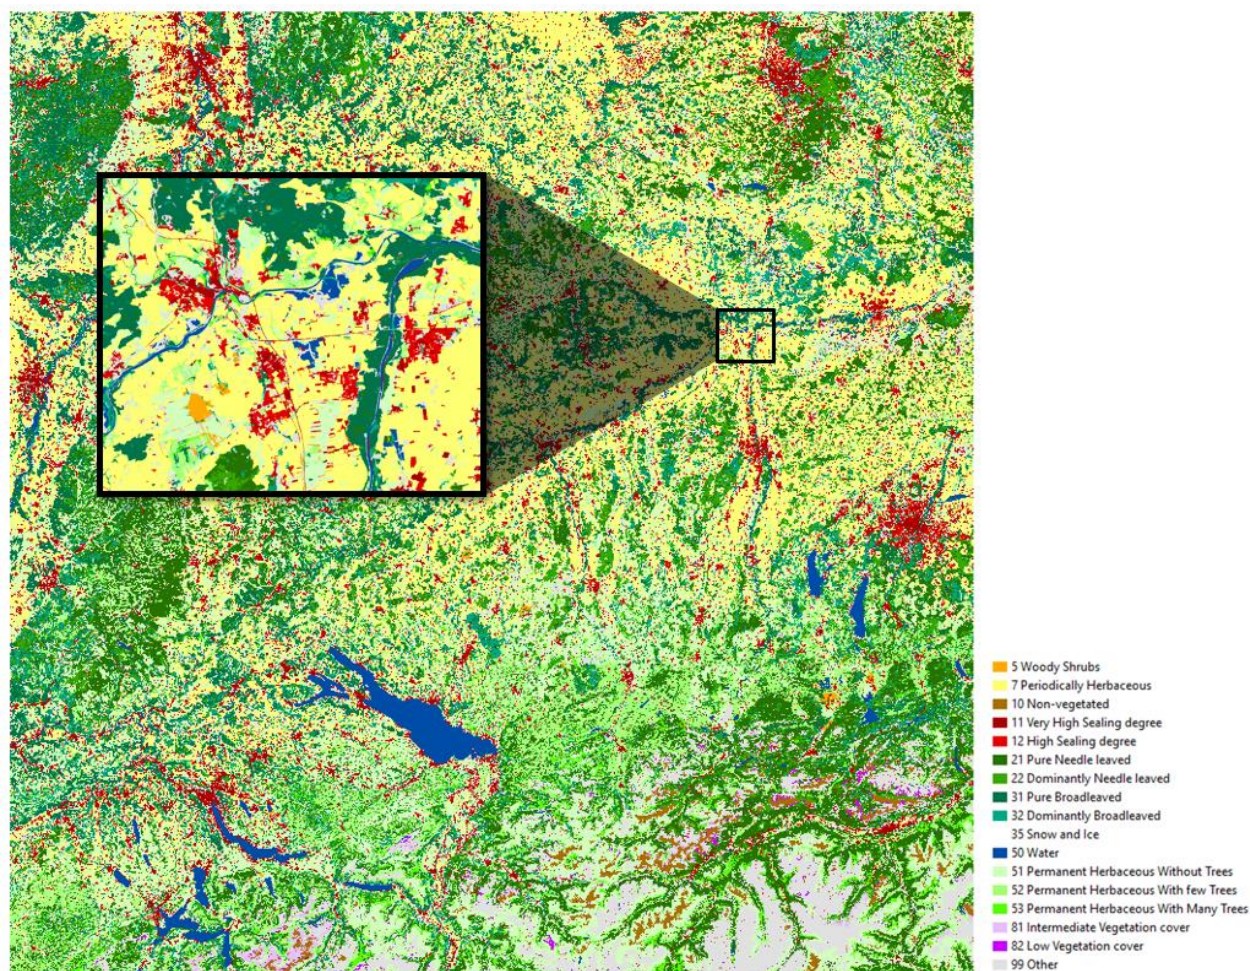 5 Woody Shrubs
7 Periodically Herbaceous
10 Non-vegetated
11 Very High Sealing degree
12 High Sealing degree
21 Pure Needle leaved
22 Dominantly Needle leaved
31 Pure Broadleaved
32 Dominantly Broadleaved
35 Snow and Ice
50 Water
51 Permanent Herbaceous Without Trees
52 Permanent Herbaceous With few Trees
53 Permanent Herbaceous With Many Trees
81 Intermediate Vegetation cover
82 Low Vegetation cover
99 Other